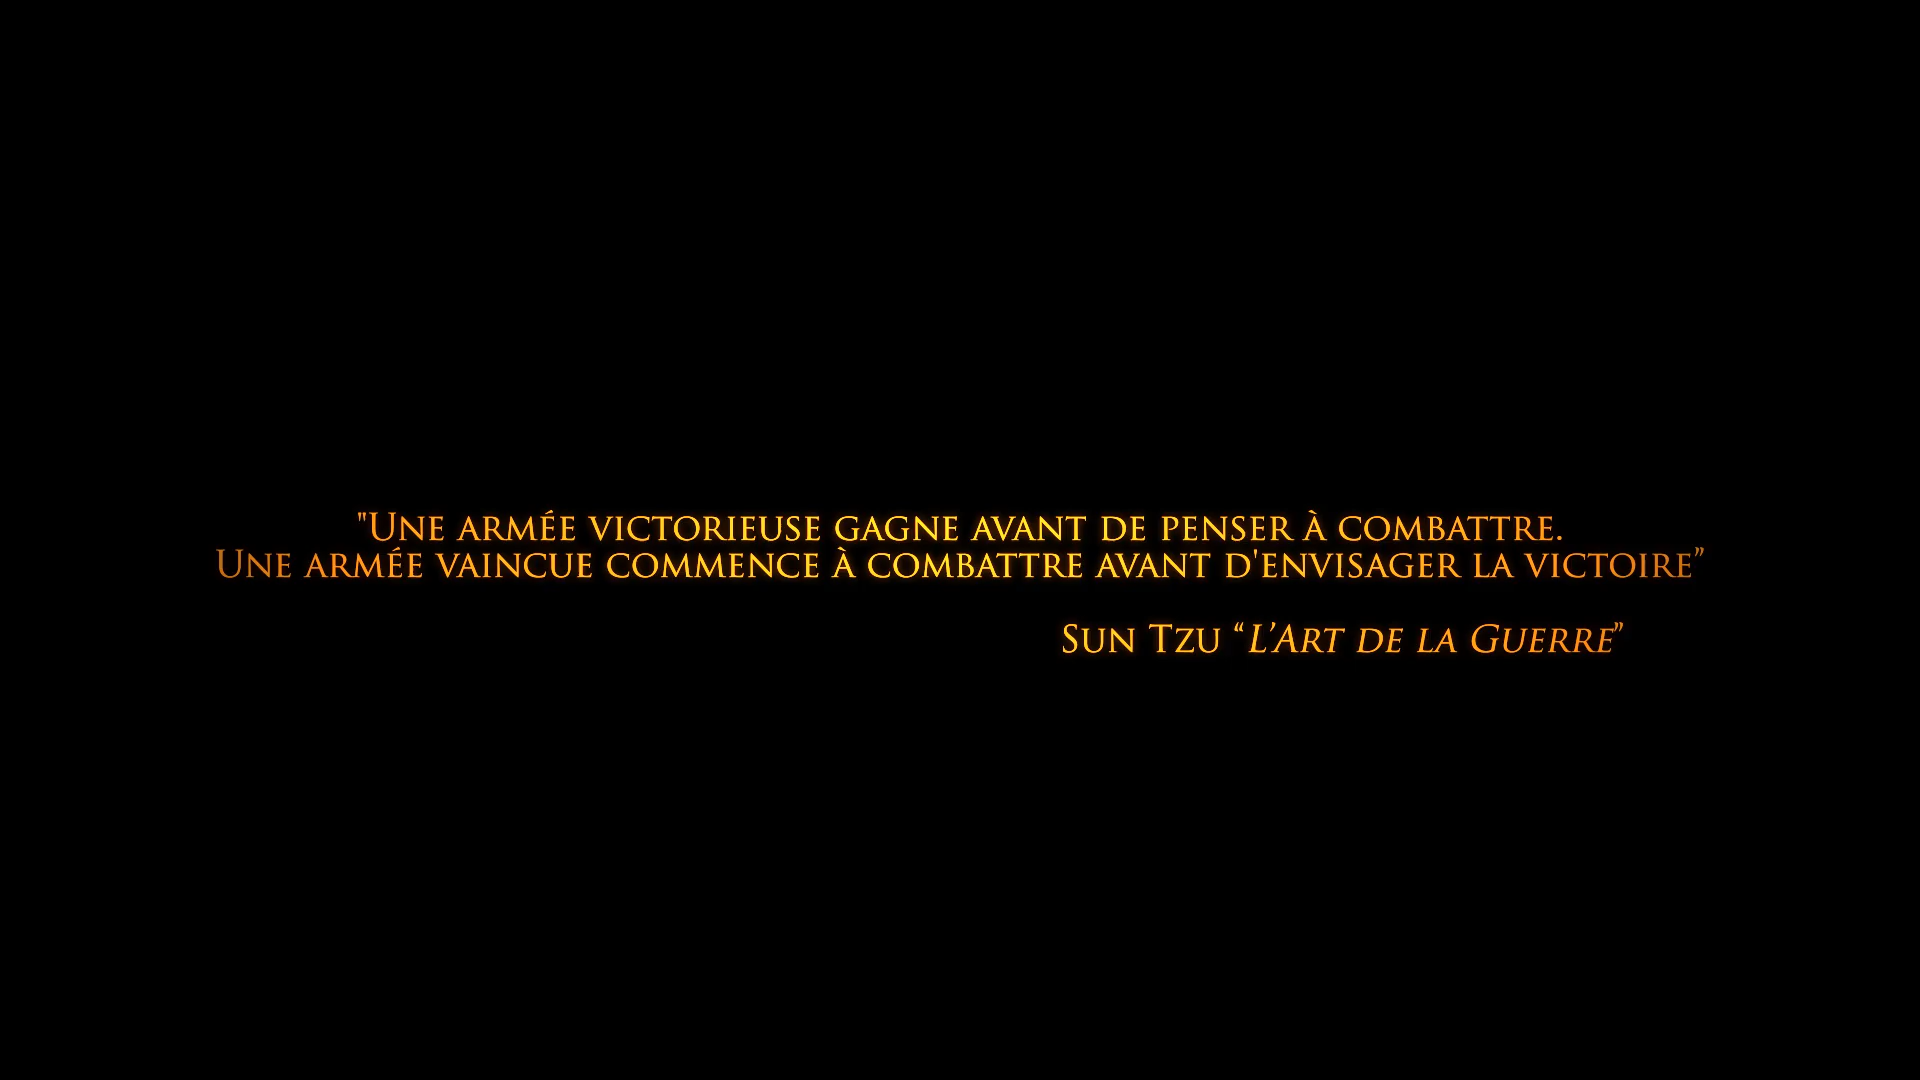 "Une armée victorieuse gagne avant de penser à combattre.
Une armée vaincue commence à combattre avant d'envisager la victoire”
Sun Tzu “L’Art de la Guerre”